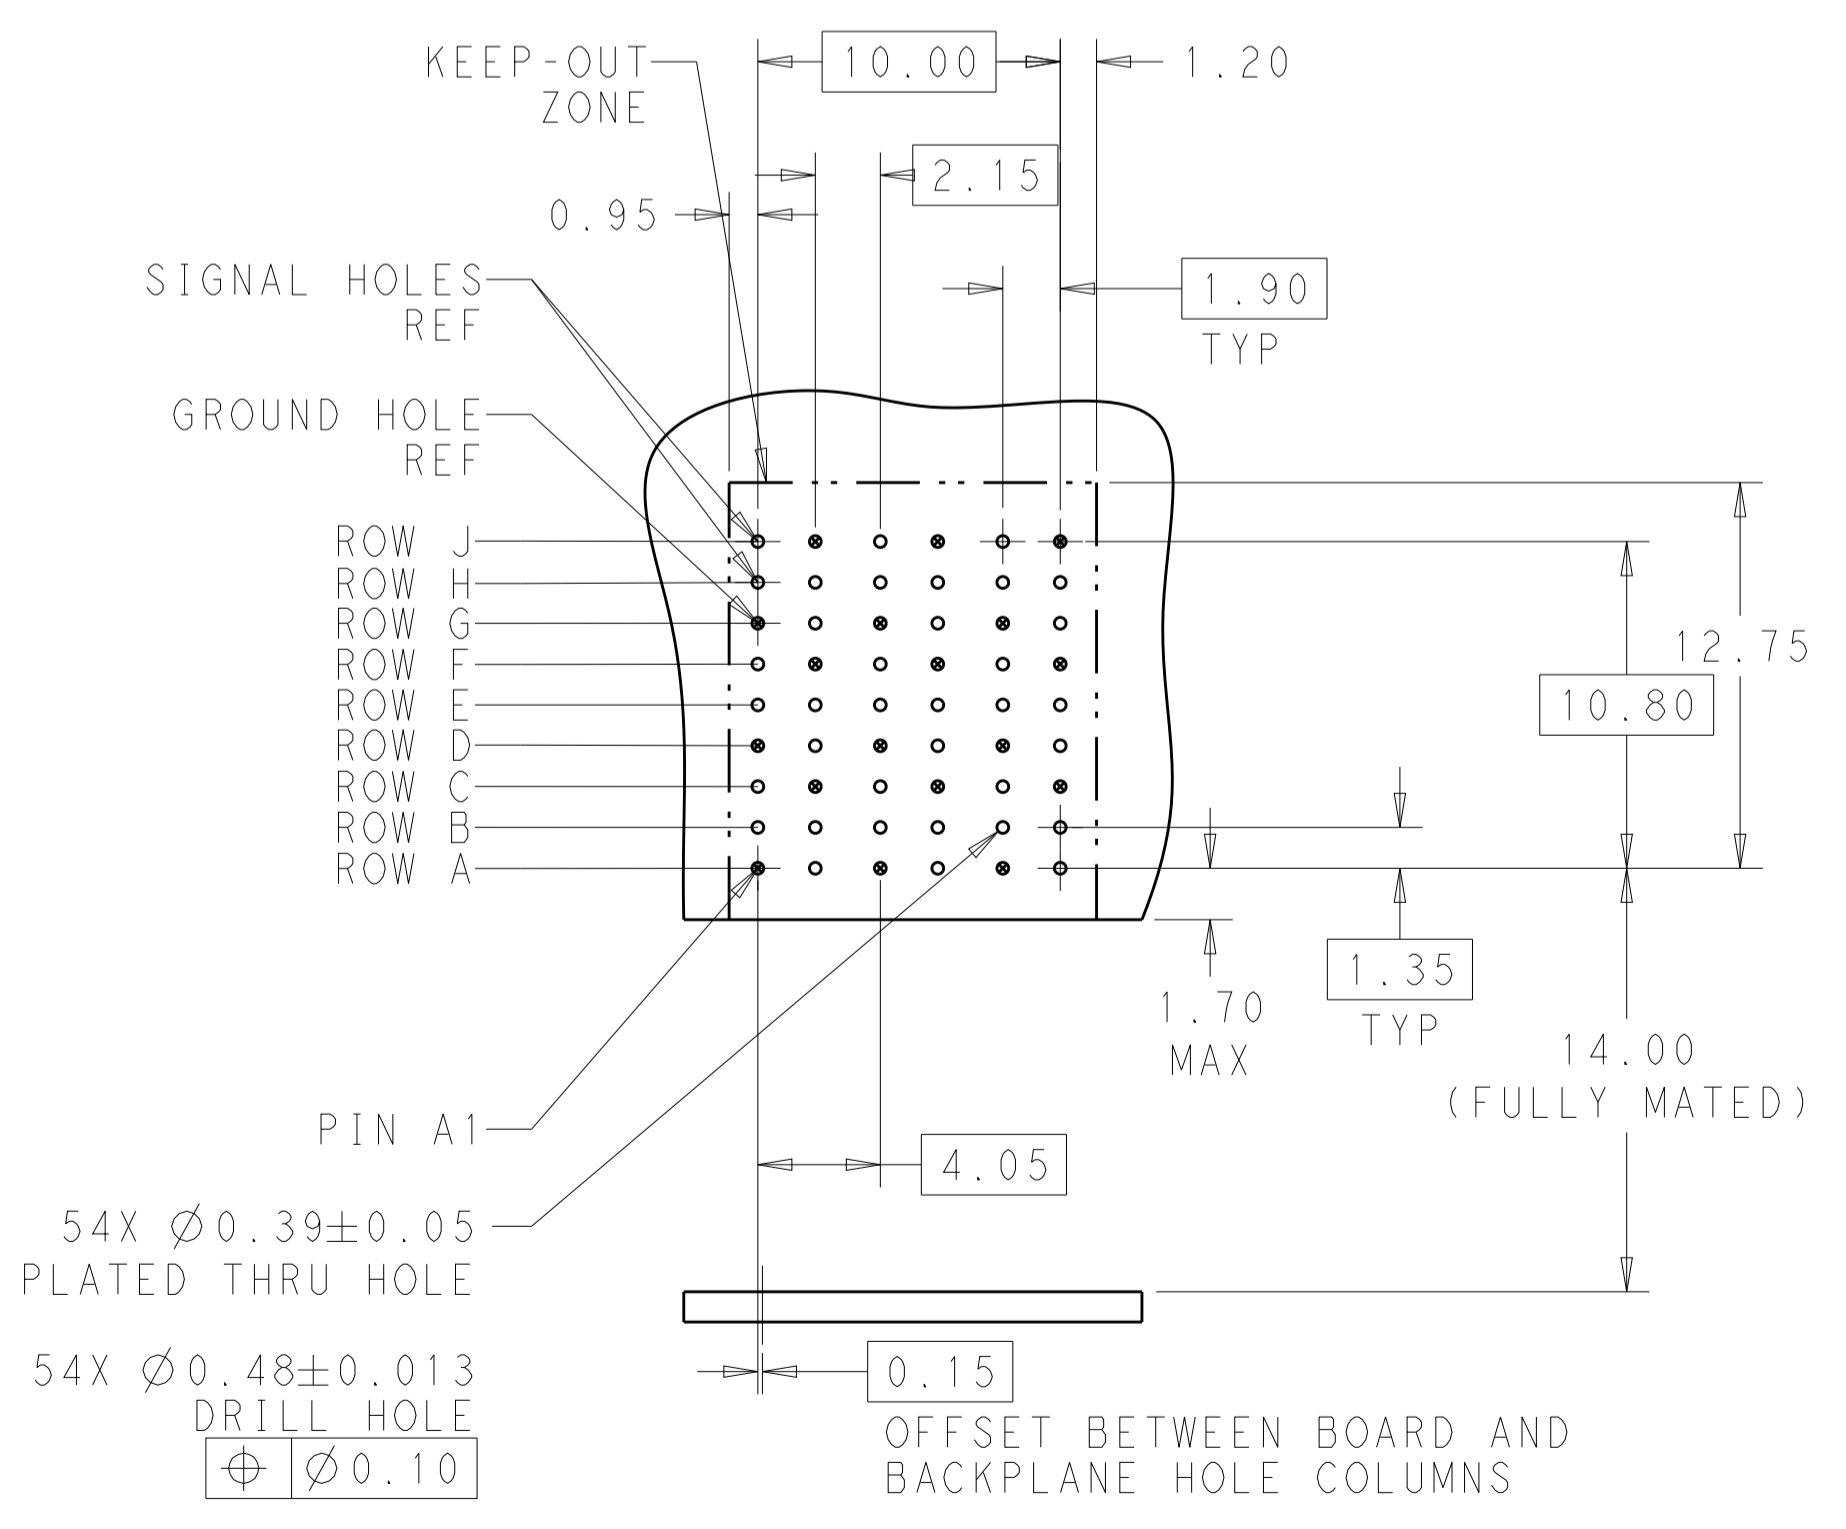 KEEP-OUT
ZONE
10.00
1.20
2.15
0.95
1.90
TYP
SIGNAL HOLES
REF
GROUND HOLE
REF
ROW J
ROW H
ROW G
ROW F
ROW E
ROW D
ROW C
ROW B
ROW A
12.75
10.80
1.35
TYP
1.70
MAX
14.00
(FULLY MATED)
PIN A1
4.05
54X Ø0.39±0.05
PLATED THRU HOLE
54X Ø0.48±0.013
DRILL HOLE
⌖ Ø0.10
0.15
OFFSET BETWEEN BOARD AND
BACKPLANE HOLE COLUMNS